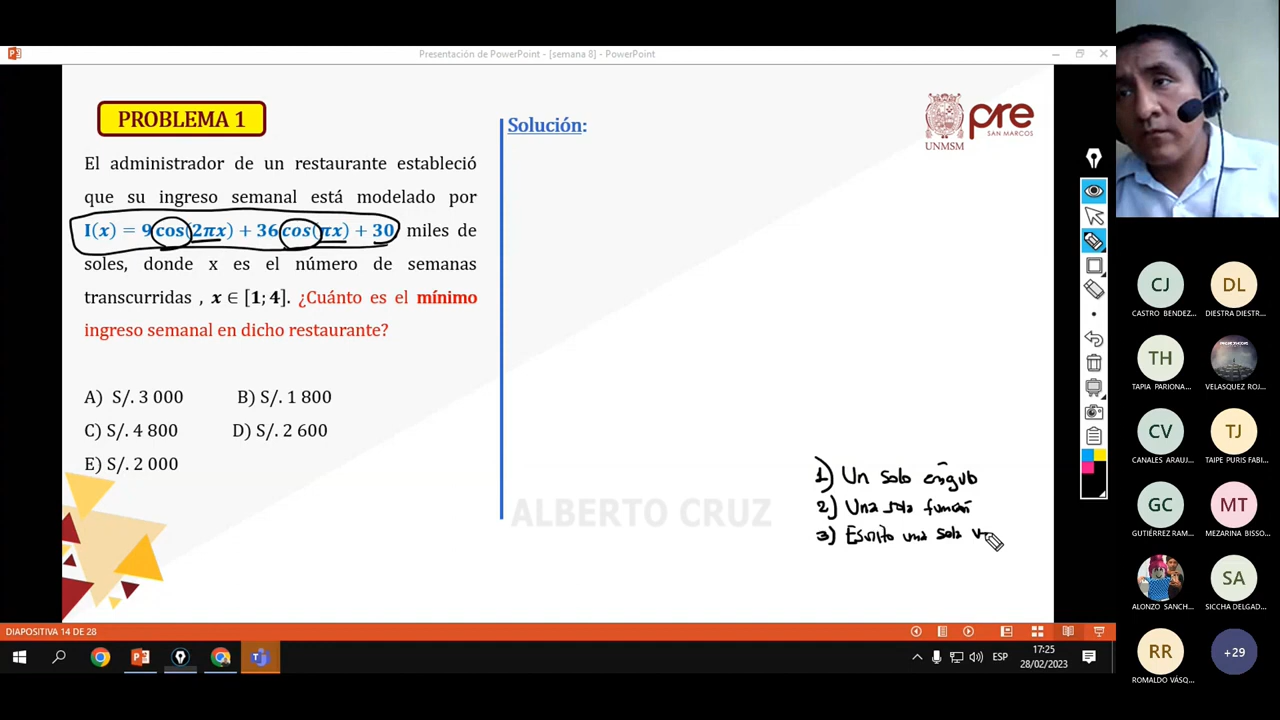 Presentación de PowerPoint - [semana 8] - PowerPoint
PROBLEMA 1
El administrador de un restaurante estableció
que su ingreso semanal está modelado por
I(x) = 9cos(2πx) + 36cos(πx) + 30 miles de
soles, donde x es el número de semanas
transcurridas , x ∈ [1; 4]. ¿Cuánto es el mínimo
ingreso semanal en dicho restaurante?
A) S/. 3 000 B) S/. 1 800
C) S/. 4 800 D) S/. 2 600
E) S/. 2 000
Solución:
UNMSM
pre
SAN MARCOS
1) Un solo ángulo
2) Una sola función
3) Escrito una sola v
ALBERTO CRUZ
CJ
CASTRO BENDEZ...
DL
DIESTRA DIESTR...
TH
TAPIA PARIONA...
VELASQUEZ ROJ...
CV
CANALES ARAUJ...
TJ
TAIPE PURIS FABI...
GC
GUTIÉRREZ RAM...
MT
MEZARINA BISSO...
ALONZO SANCH...
SA
SICCHA DELGAD...
RR
ROMALDO VÁSQ...
+29
DIAPOSITIVA 14 DE 28
ESP
17:25
28/02/2023